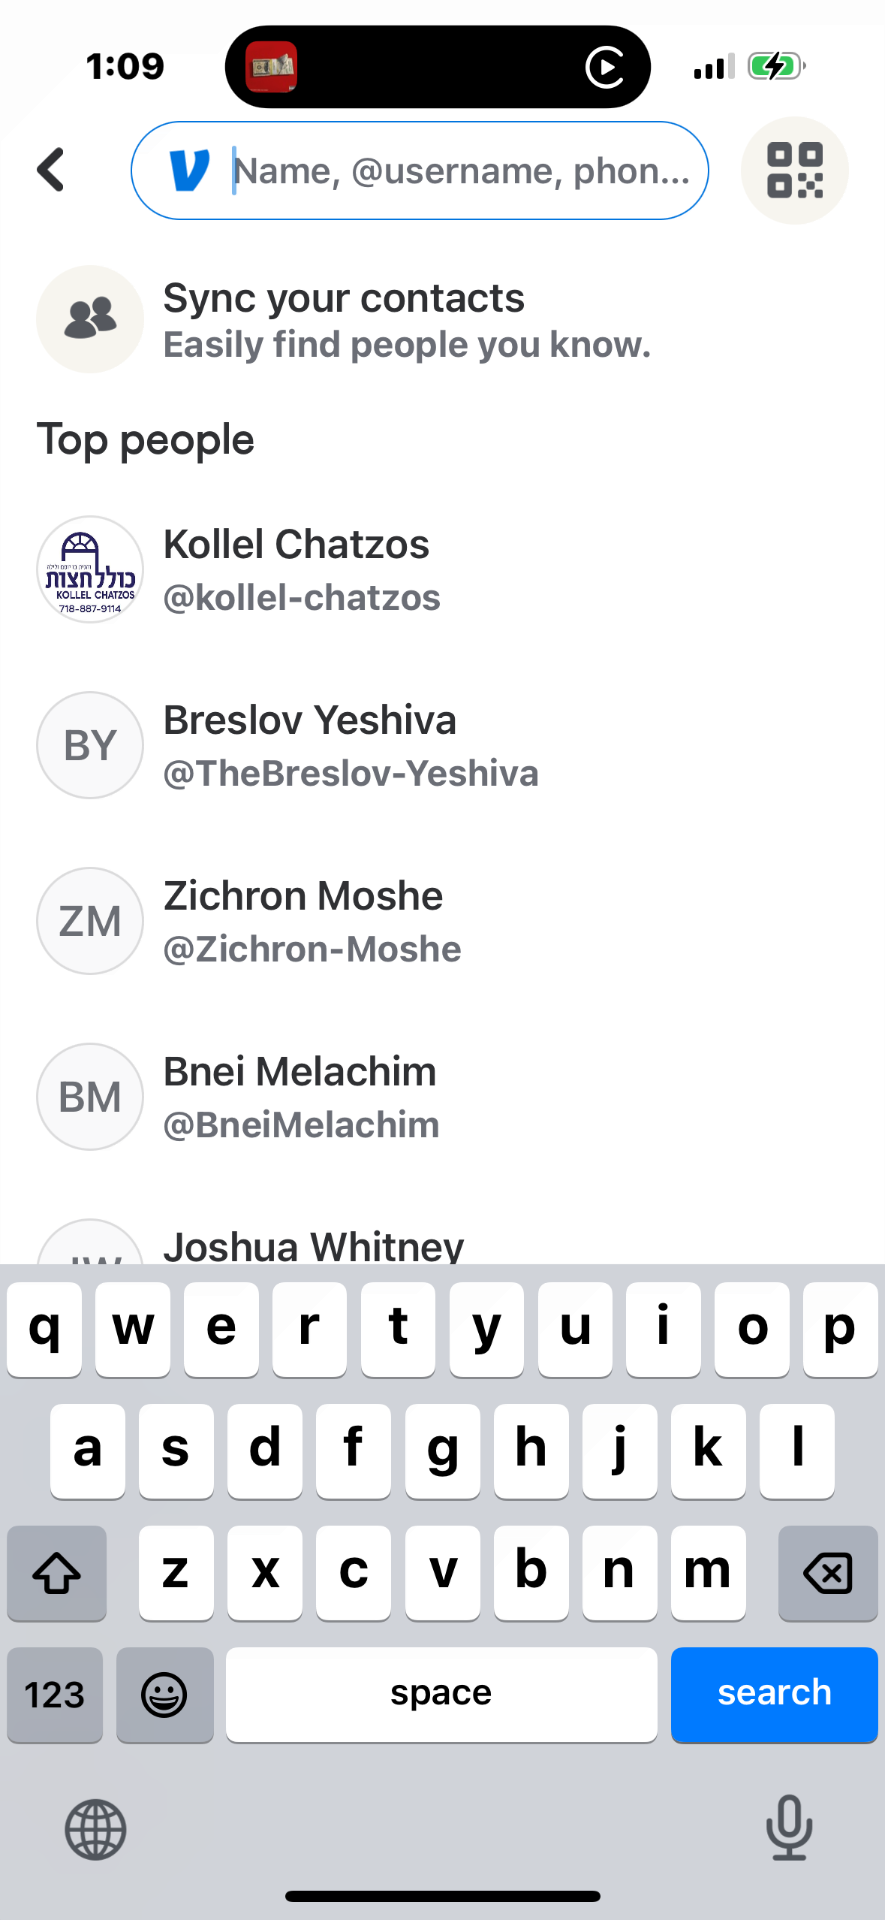 1:09
Name, @username, phon...
Sync your contacts
Easily find people you know.
Top people
כולל חצות
KOLLEL CHATZOS
718-887-9114
Kollel Chatzos
@kollel-chatzos
BY
Breslov Yeshiva
@TheBreslov-Yeshiva
ZM
Zichron Moshe
@Zichron-Moshe
BM
Bnei Melachim
@BneiMelachim
JW
Joshua Whitney
q w e r t y u i o p
a s d f g h j k l
z x c v b n m
123 space search